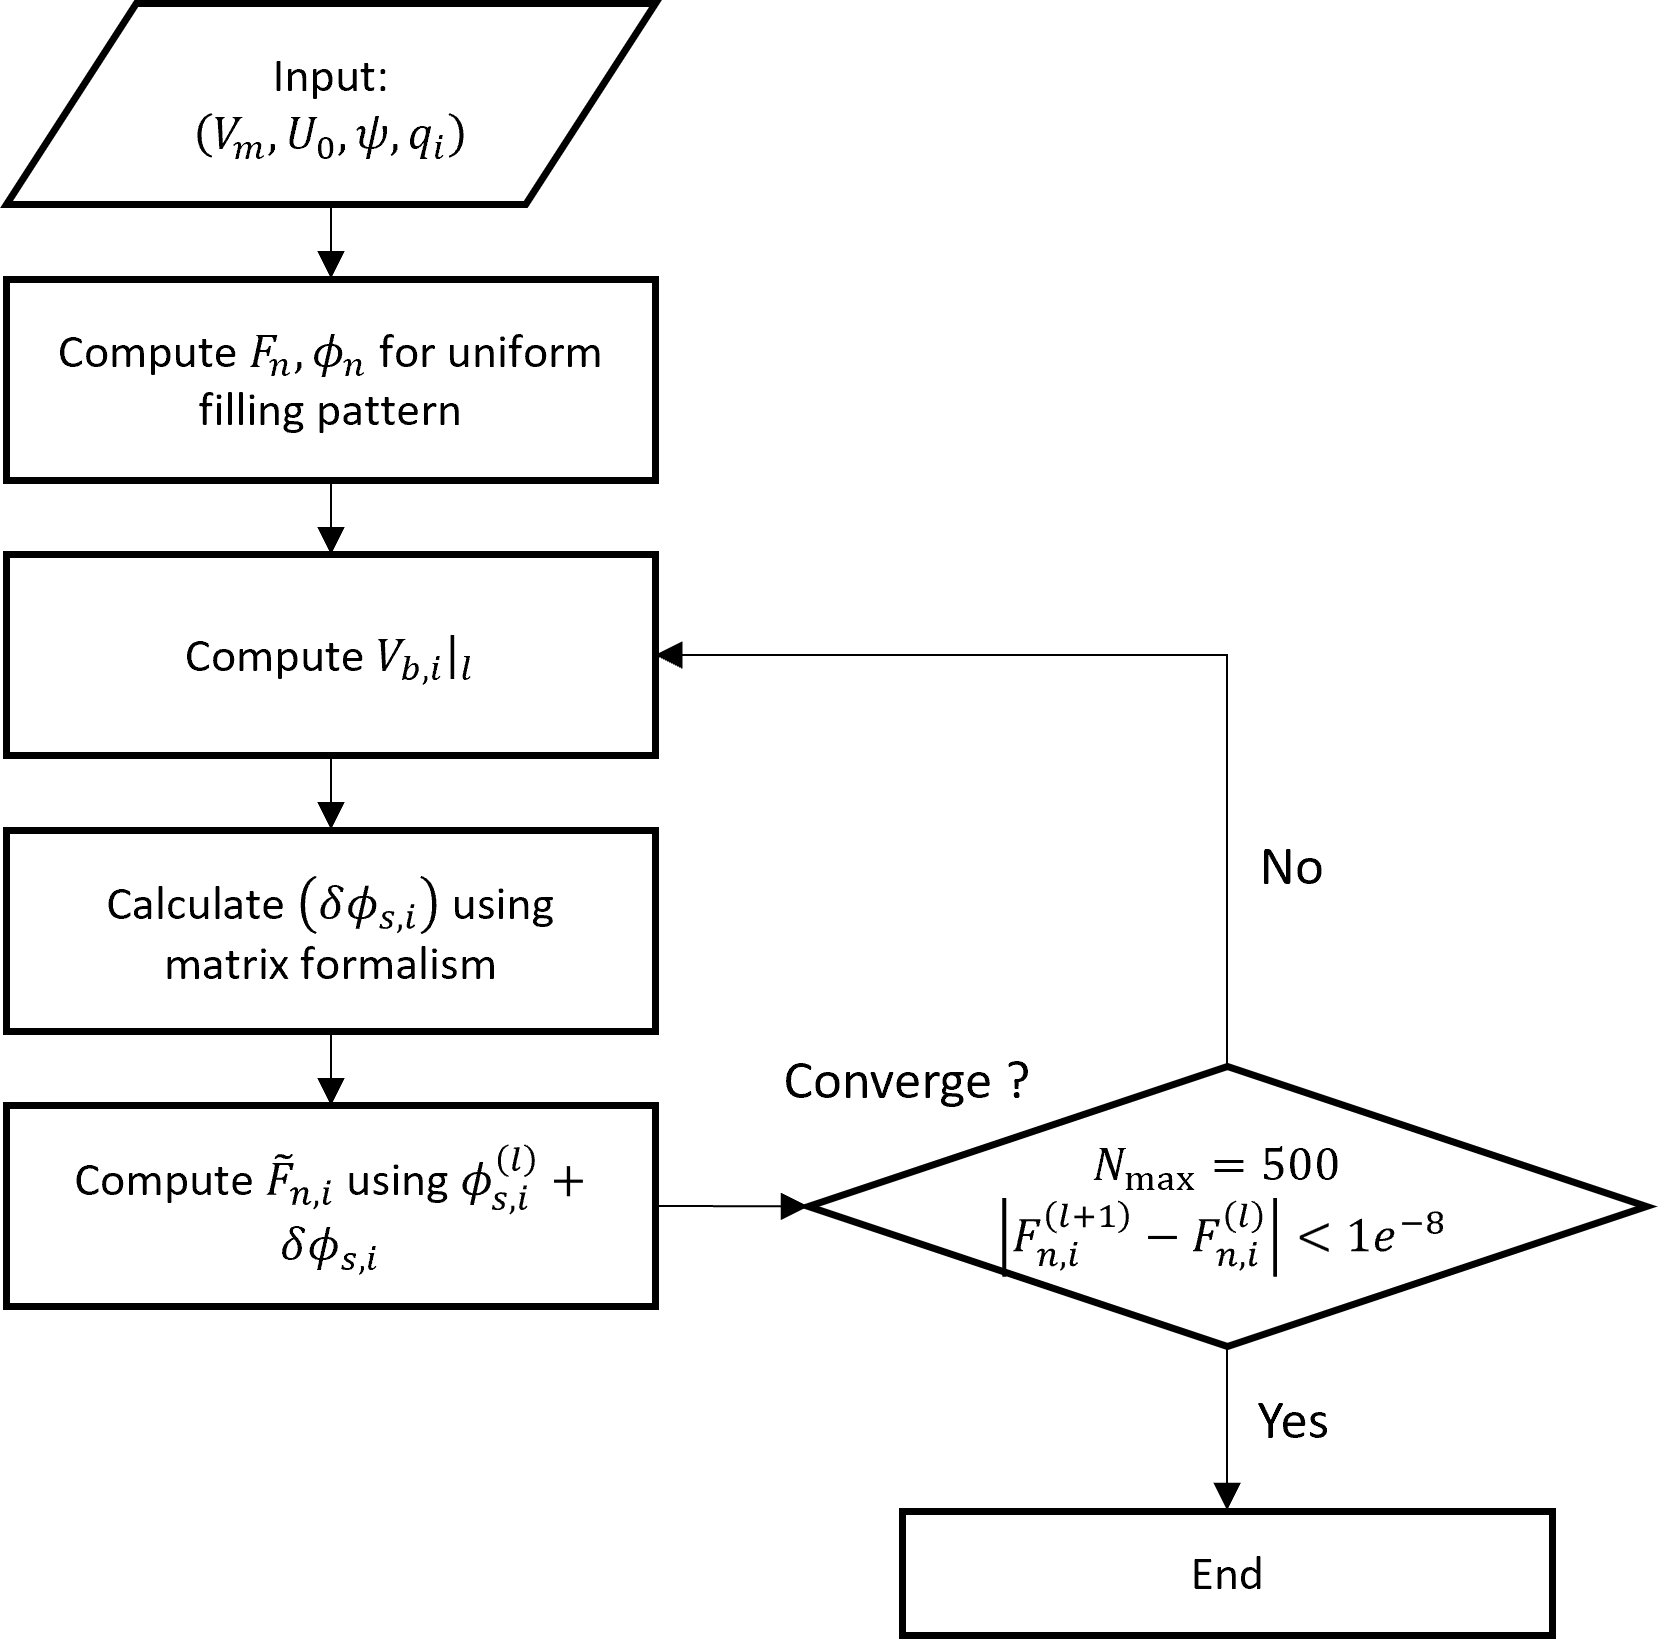 Input:
(V_m, U_0, ψ, q_i)
Compute F_n, ϕ_n for uniform
filling pattern
Compute V_{b,i}|_l
Calculate (δϕ_{s,i}) using
matrix formalism
Compute F̃_{n,i} using ϕ_{s,i}^{(l)} +
δϕ_{s,i}
Converge ?
N_max = 500
|F_{n,i}^{(l+1)} − F_{n,i}^{(l)}| < 1e^{−8}
No
Yes
End